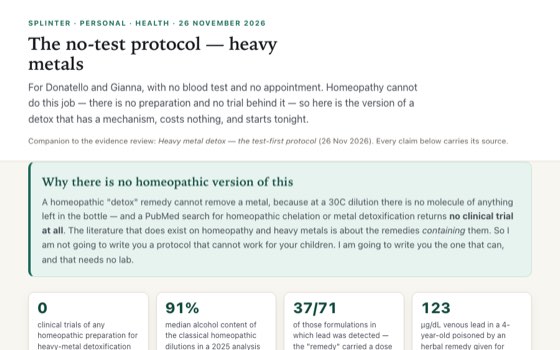 SPLINTER · PERSONAL · HEALTH · 26 NOVEMBER 2026
The no-test protocol — heavy
metals
For Donatello and Gianna, with no blood test and no appointment. Homeopathy cannot
do this job — there is no preparation and no trial behind it — so here is the version of a
detox that has a mechanism, costs nothing, and starts tonight.
Companion to the evidence review: Heavy metal detox — the test-first protocol (26 Nov 2026). Every claim below carries its source.
Why there is no homeopathic version of this
A homeopathic "detox" remedy cannot remove a metal, because at a 30C dilution there is no molecule of anything
left in the bottle — and a PubMed search for homeopathic chelation or metal detoxification returns no clinical trial
at all. The literature that does exist on homeopathy and heavy metals is about the remedies containing them. So I
am not going to write you a protocol that cannot work for your children. I am going to write you the one that can,
and that needs no lab.
0
clinical trials of any
homeopathic preparation for
heavy-metal detoxification
91%
median alcohol content of
the classical homeopathic
dilutions in a 2025 analysis
37/71
of those formulations in
which lead was detected —
the "remedy" carried a dose
123
µg/dL venous lead in a 4-
year-old poisoned by an
herbal remedy given for